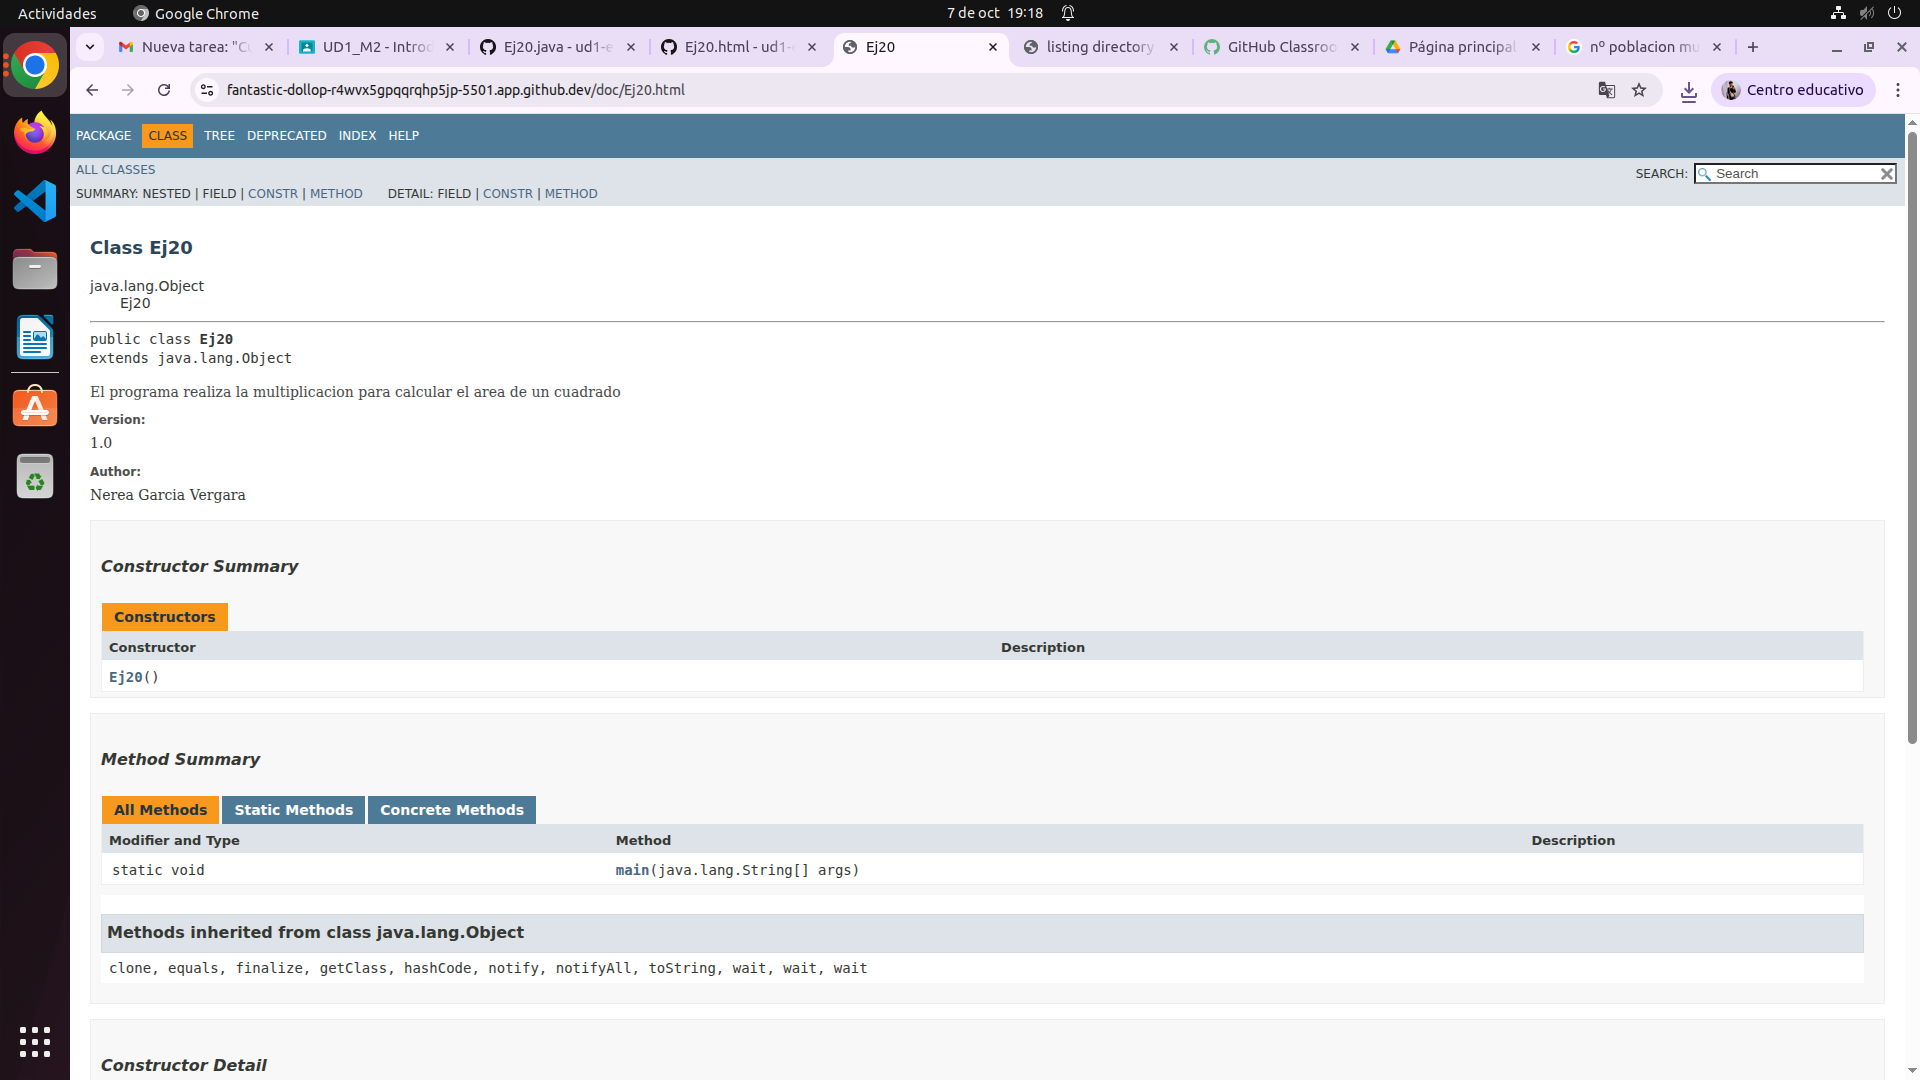 Actividades
Google Chrome
7 de oct 19:18
Nueva tarea: "Cu
UD1_M2 - Introd
Ej20.java - ud1-e
Ej20.html - ud1-
Ej20
listing directory
GitHub Classroo
Página principal
nº poblacion mu
fantastic-dollop-r4wvx5gpqqrqhp5jp-5501.app.github.dev/doc/Ej20.html
Centro educativo
PACKAGE CLASS TREE DEPRECATED INDEX HELP
ALL CLASSES
SEARCH: Search
SUMMARY: NESTED | FIELD | CONSTR | METHOD DETAIL: FIELD | CONSTR | METHOD
Class Ej20
java.lang.Object
Ej20
public class Ej20
extends java.lang.Object
El programa realiza la multiplicacion para calcular el area de un cuadrado
Version:
1.0
Author:
Nerea Garcia Vergara
Constructor Summary
Constructors
Constructor Description
Ej20()
Method Summary
All Methods Static Methods Concrete Methods
Modifier and Type Method Description
static void main(java.lang.String[] args)
Methods inherited from class java.lang.Object
clone, equals, finalize, getClass, hashCode, notify, notifyAll, toString, wait, wait, wait
Constructor Detail